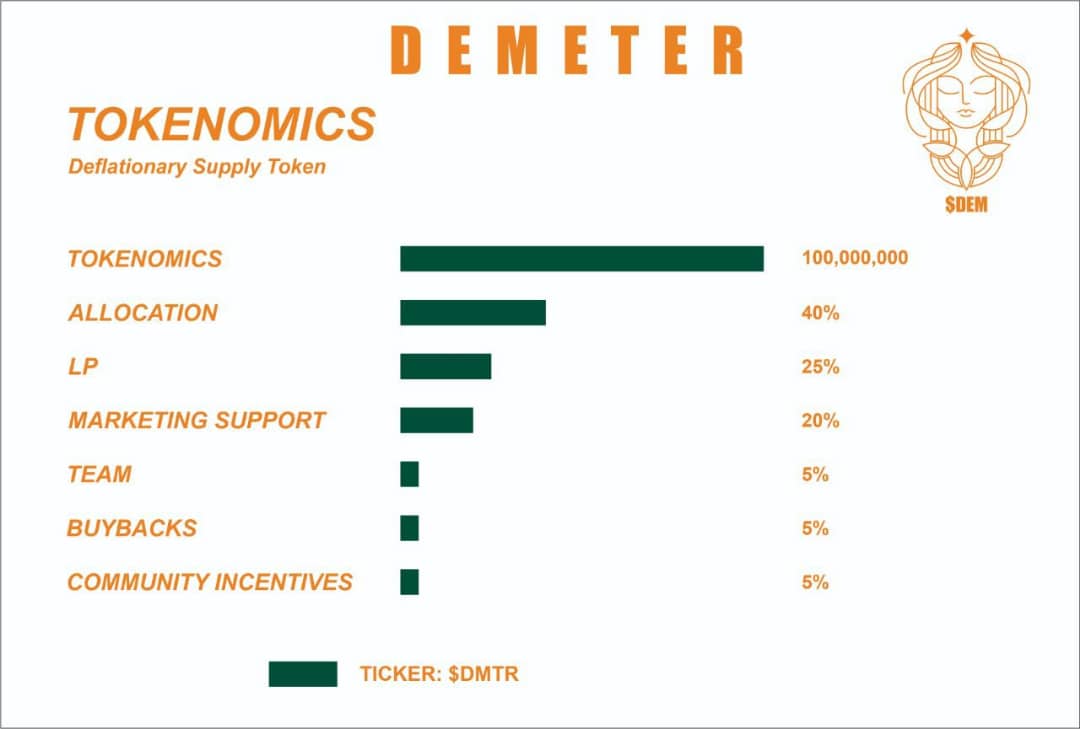 DEMETER
TOKENOMICS
Deflationary Supply Token
$DEM
TOKENOMICS 100,000,000
ALLOCATION 40%
LP 25%
MARKETING SUPPORT 20%
TEAM 5%
BUYBACKS 5%
COMMUNITY INCENTIVES 5%
TICKER: $DMTR